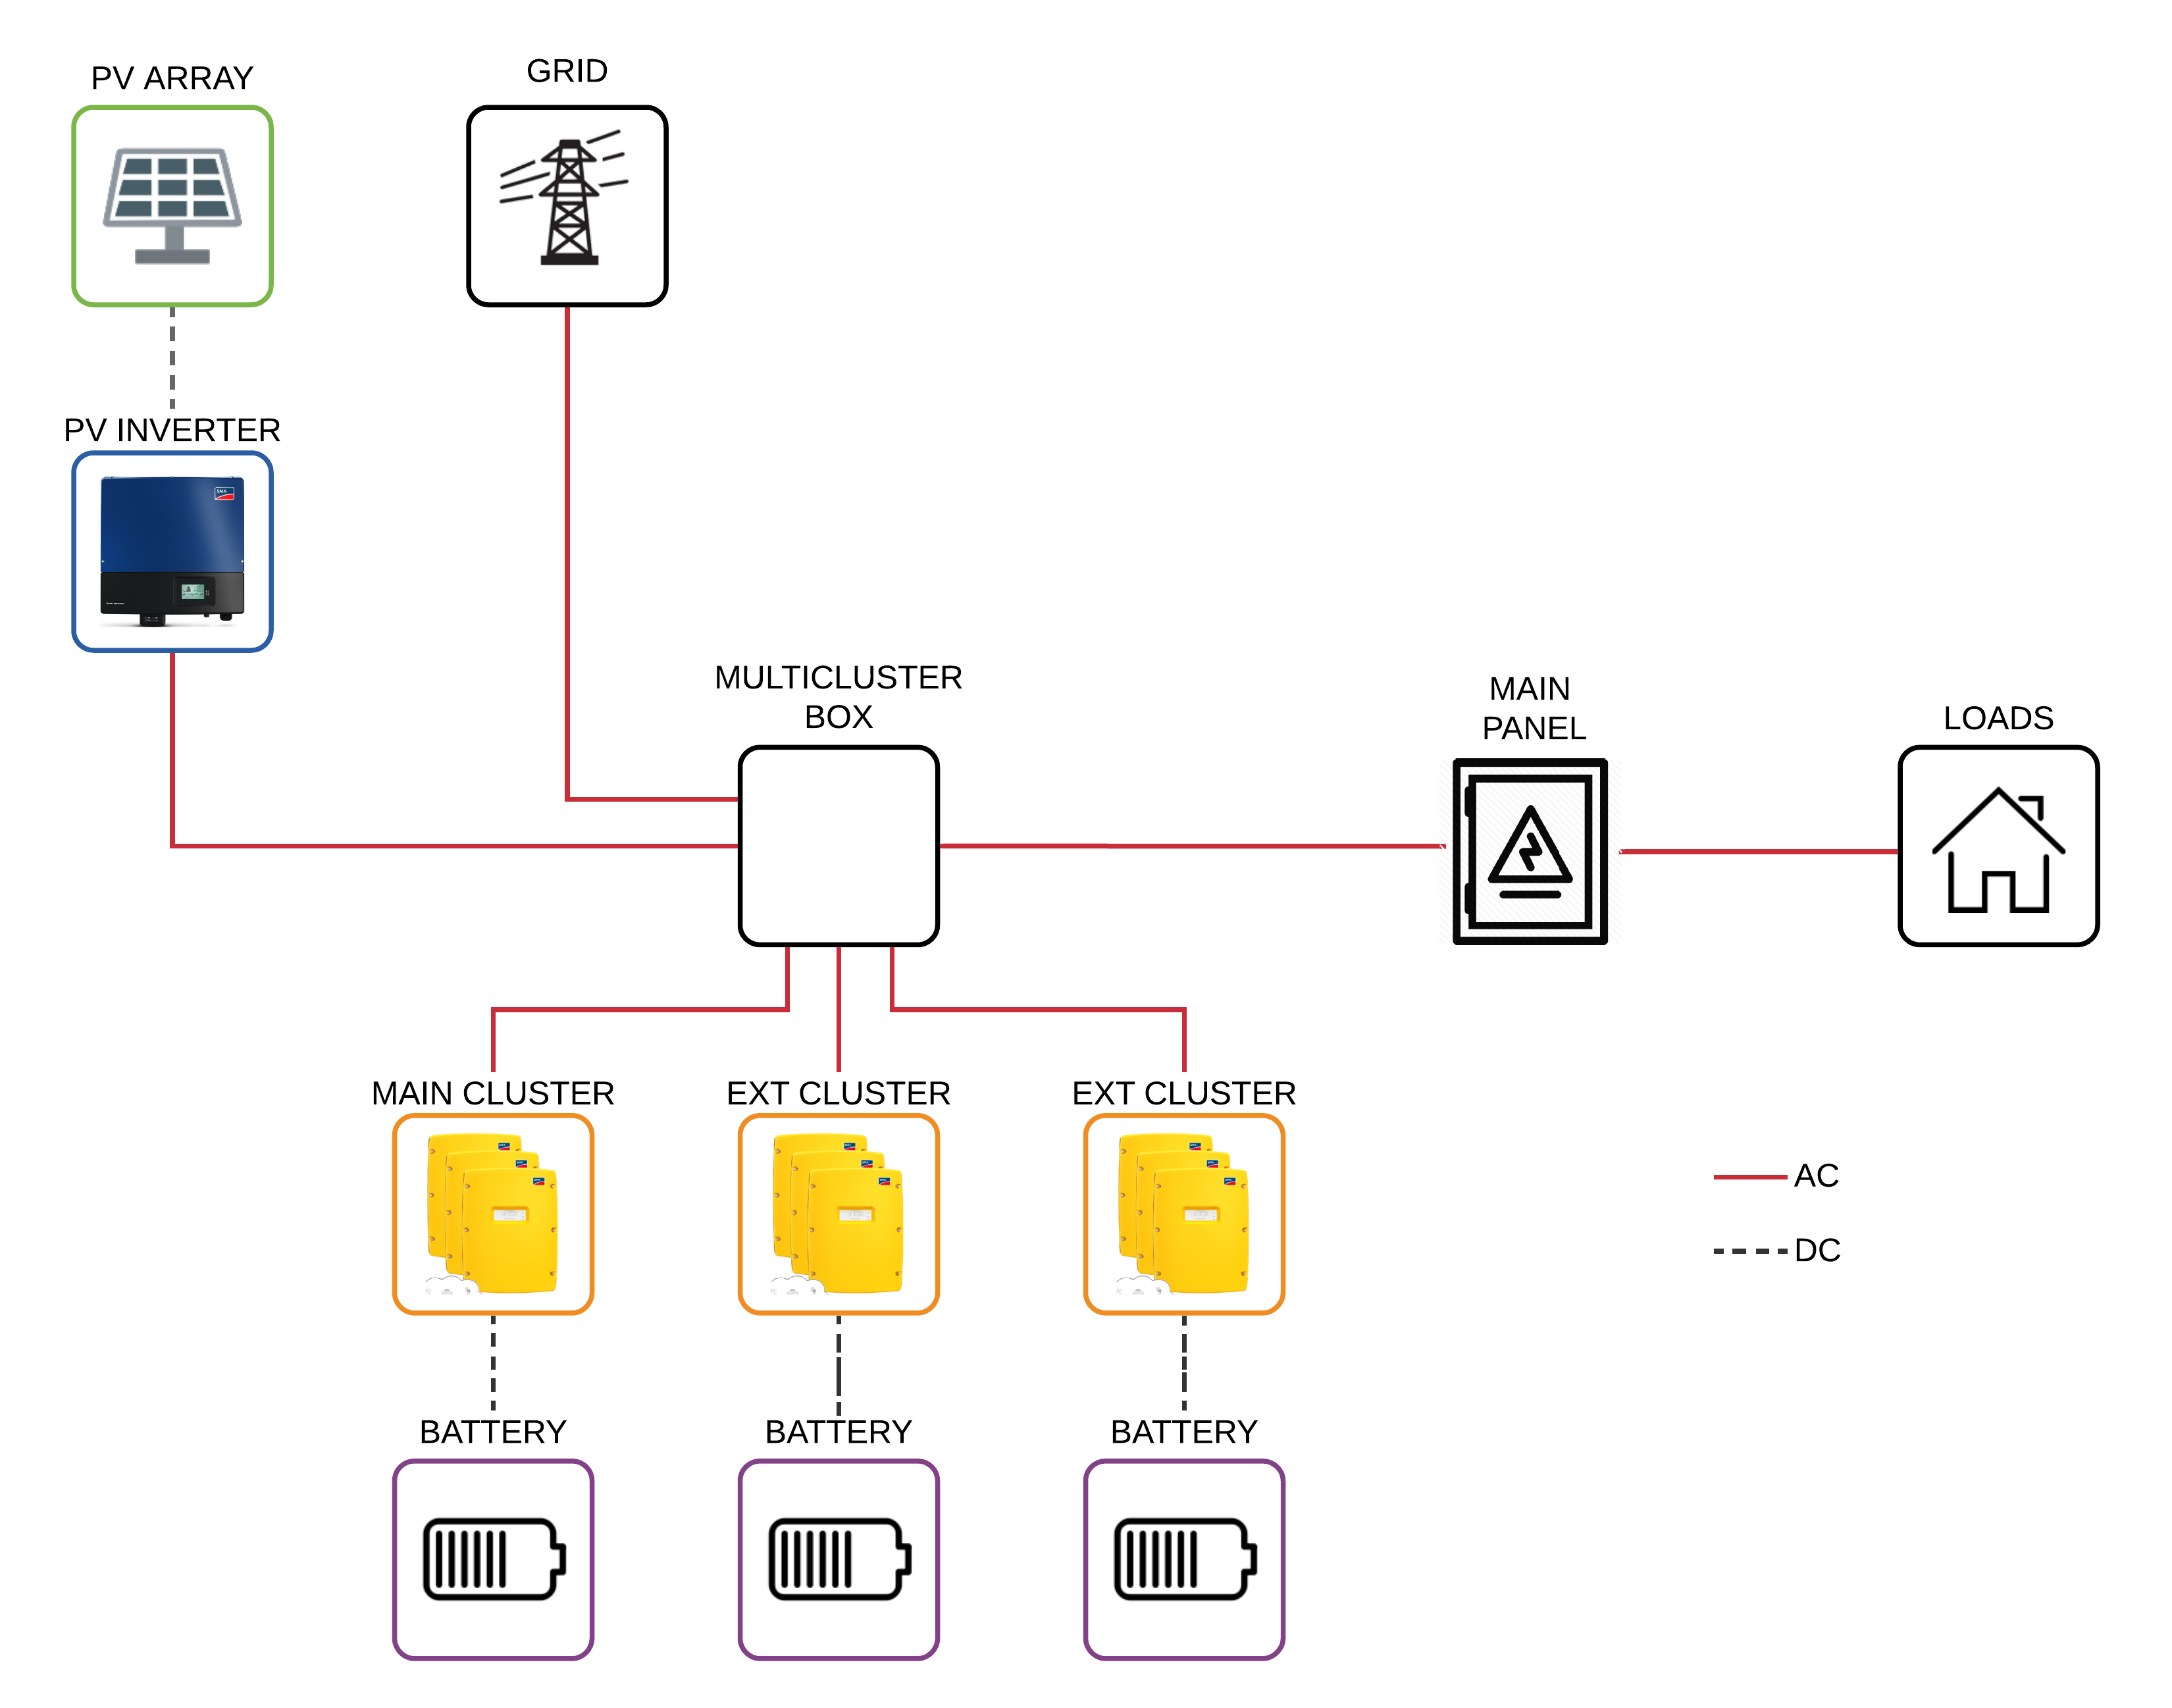 PV ARRAY
GRID
PV INVERTER
SMA
MULTICLUSTER
BOX
MAIN
PANEL
LOADS
MAIN CLUSTER
EXT CLUSTER
EXT CLUSTER
AC
DC
BATTERY
BATTERY
BATTERY